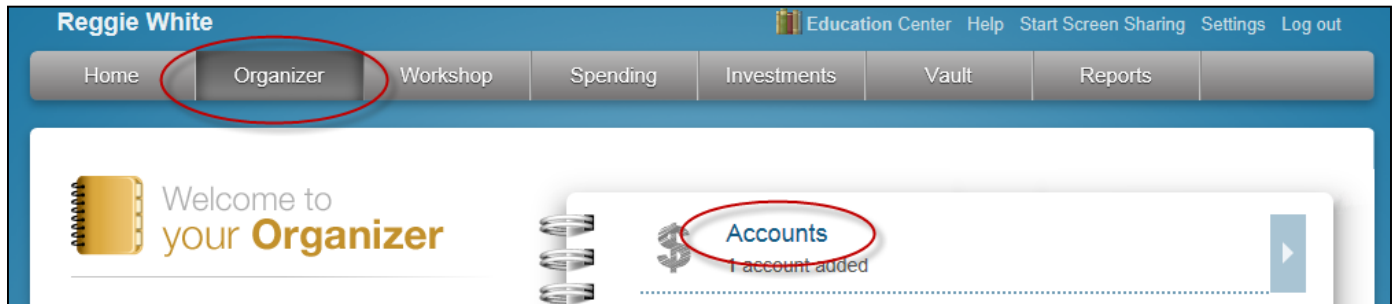 Reggie White
Education Center Help Start Screen Sharing Settings Log out
Home Organizer Workshop Spending Investments Vault Reports
Welcome to
your Organizer
$ Accounts
1 account added